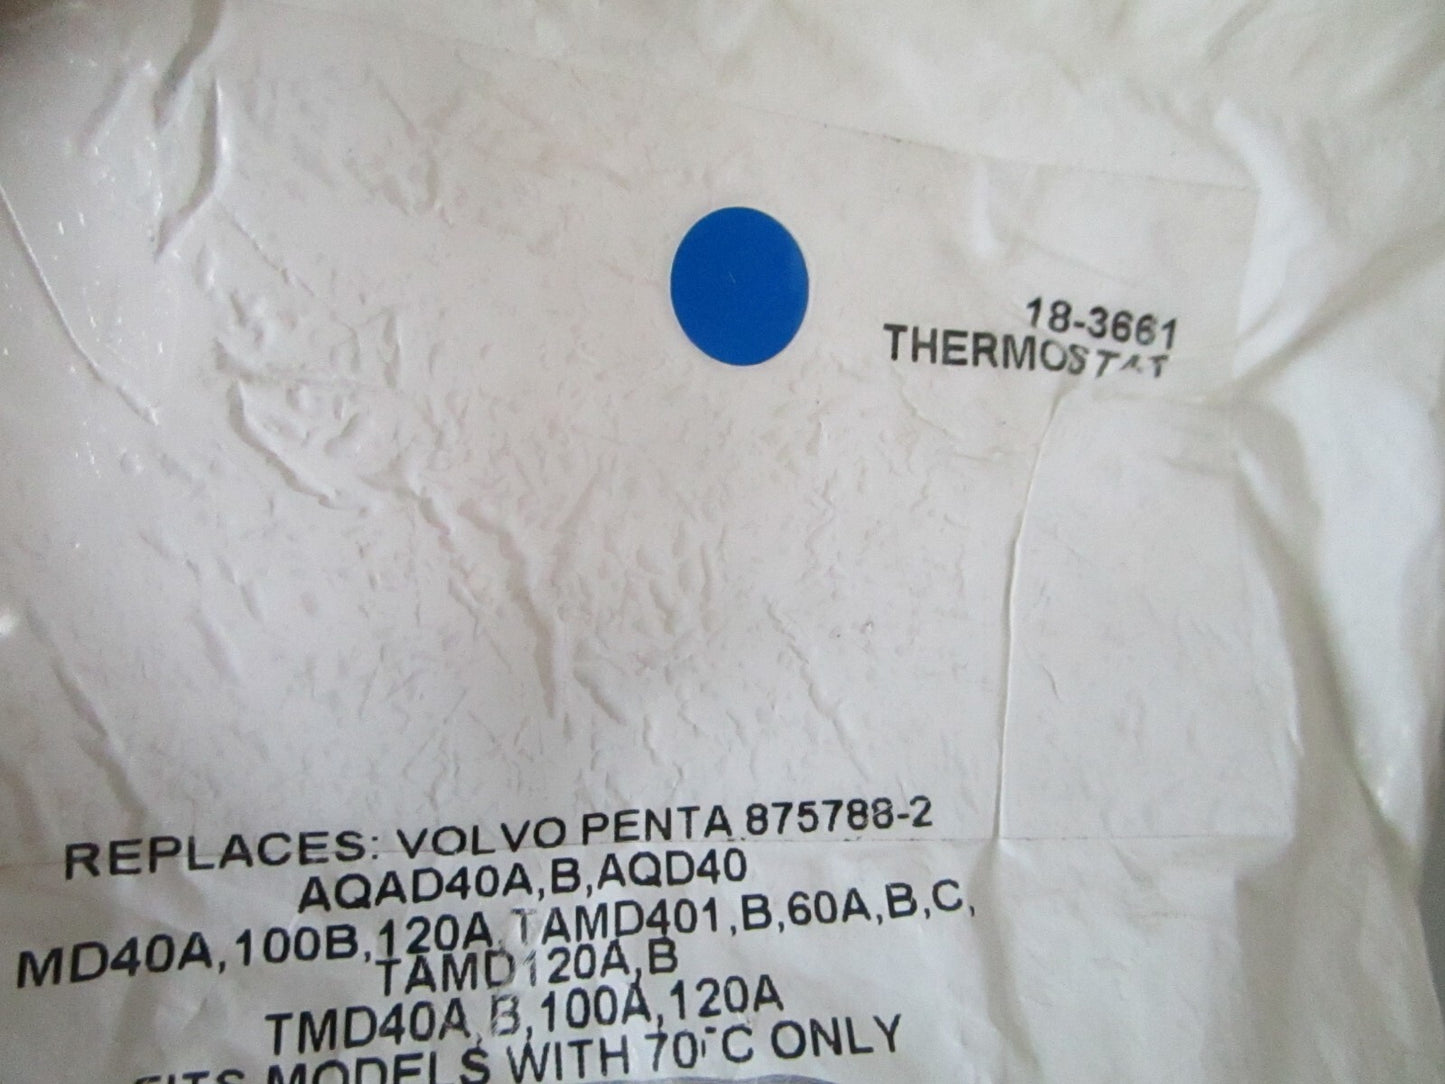 18-3661
THERMOSTAT
REPLACES: VOLVO PENTA 875788-2
AQAD40A,B,AQD40
MD40A,100B,120A,TAMD401,B,60A,B,C,
TAMD120A,B
TMD40A,B,100A,120A
FITS MODELS WITH 70°C ONLY